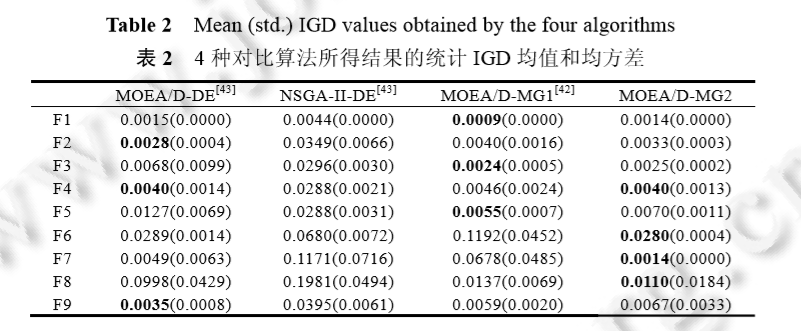 Table 2 Mean (std.) IGD values obtained by the four algorithms
表 2 4 种对比算法所得结果的统计 IGD 均值和均方差
MOEA/D-DE[43] NSGA-II-DE[43] MOEA/D-MG1[42] MOEA/D-MG2
F1 0.0015(0.0000) 0.0044(0.0000) 0.0009(0.0000) 0.0014(0.0000)
F2 0.0028(0.0004) 0.0349(0.0066) 0.0040(0.0016) 0.0033(0.0003)
F3 0.0068(0.0099) 0.0296(0.0030) 0.0024(0.0005) 0.0025(0.0002)
F4 0.0040(0.0014) 0.0288(0.0021) 0.0046(0.0024) 0.0040(0.0013)
F5 0.0127(0.0069) 0.0288(0.0031) 0.0055(0.0007) 0.0070(0.0011)
F6 0.0289(0.0014) 0.0680(0.0072) 0.1192(0.0452) 0.0280(0.0004)
F7 0.0049(0.0063) 0.1171(0.0716) 0.0678(0.0485) 0.0014(0.0000)
F8 0.0998(0.0429) 0.1981(0.0494) 0.0137(0.0069) 0.0110(0.0184)
F9 0.0035(0.0008) 0.0395(0.0061) 0.0059(0.0020) 0.0067(0.0033)